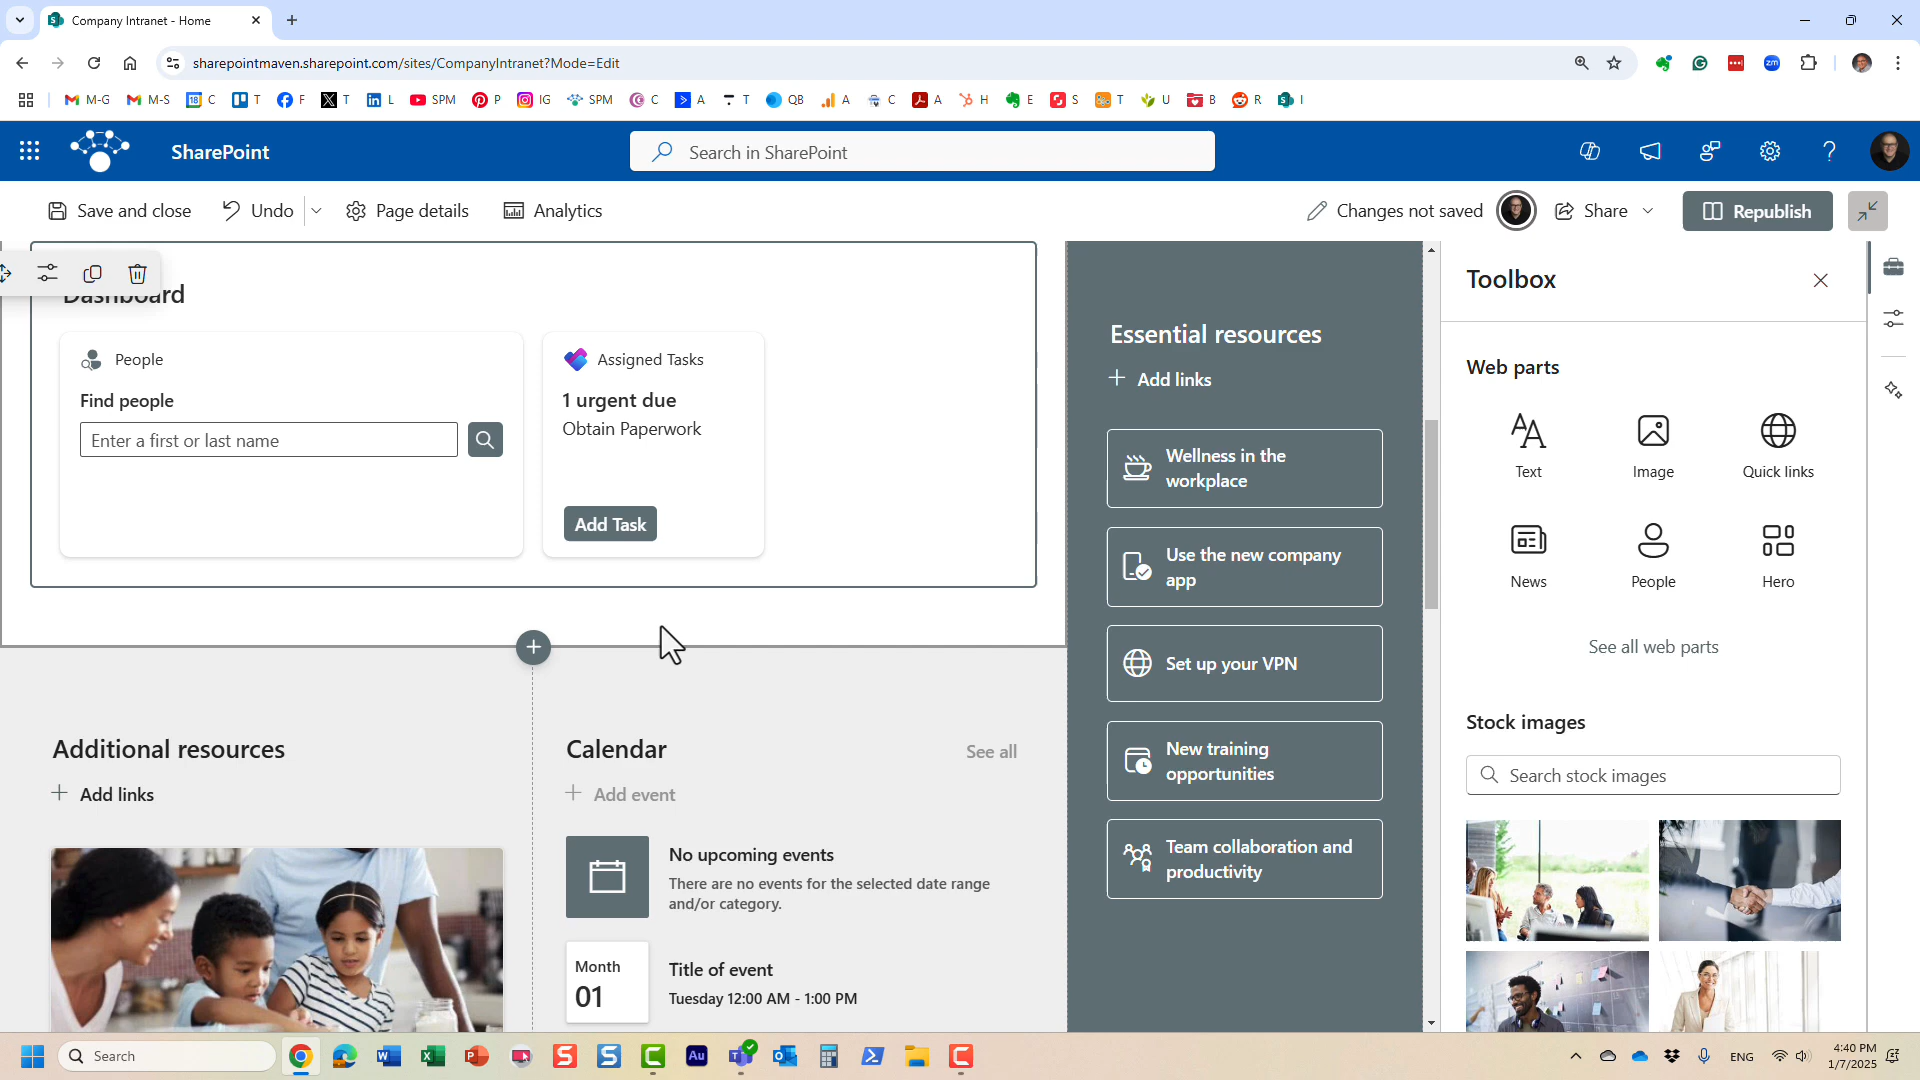 Company Intranet - Home
sharepointmaven.sharepoint.com/sites/CompanyIntranet?Mode=Edit
M-G
M-S
18
C
T
F
T
L
SPM
P
IG
SPM
C
A
T
QB
A
C
A
H
E
S
T
U
B
R
I
SharePoint
Search in SharePoint
Save and close
Undo
Page details
Analytics
Changes not saved
Share
Republish
Dashboard
People
Find people
Enter a first or last name
Assigned Tasks
1 urgent due
Obtain Paperwork
Add Task
Additional resources
Add links
Calendar
See all
Add event
No upcoming events
There are no events for the selected date range
and/or category.
Month
01
Title of event
Tuesday 12:00 AM - 1:00 PM
Essential resources
Add links
Wellness in the
workplace
Use the new company
app
Set up your VPN
New training
opportunities
Team collaboration and
productivity
Toolbox
Web parts
Text
Image
Quick links
News
People
Hero
See all web parts
Stock images
Search stock images
Search
Au
ENG
4:40 PM
1/7/2025